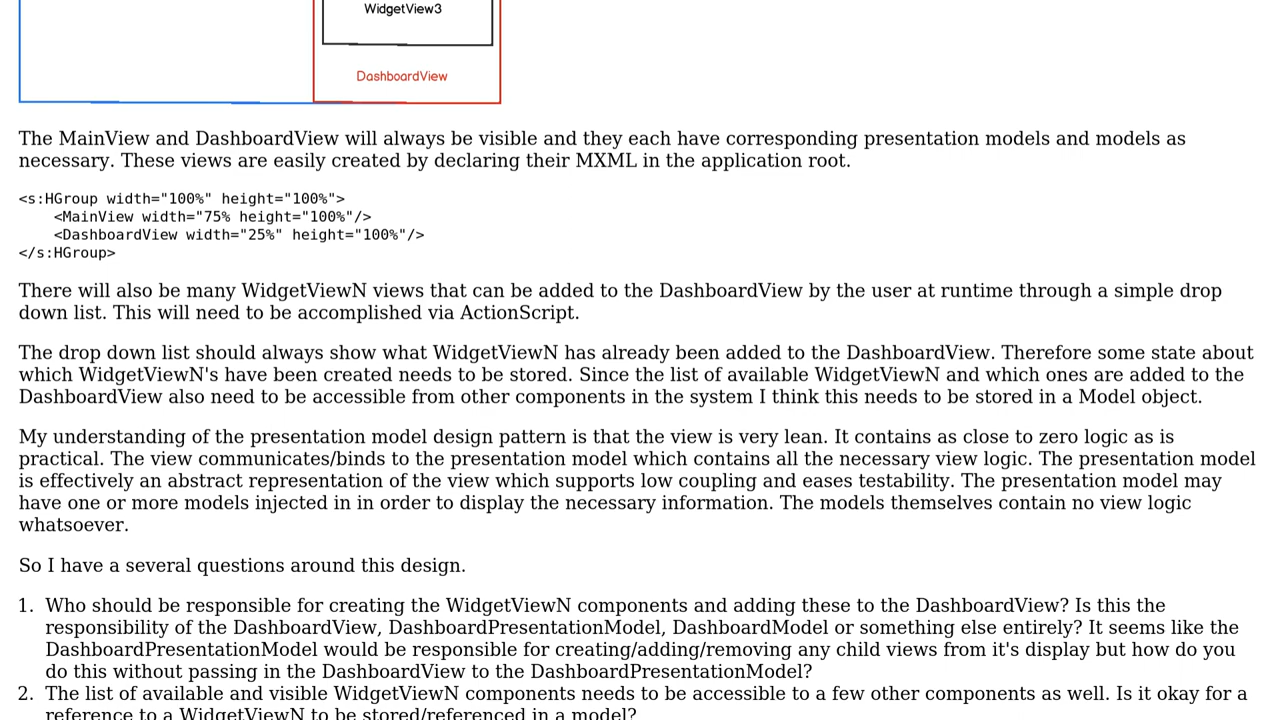 WidgetView3
DashboardView
The MainView and DashboardView will always be visible and they each have corresponding presentation models and models as
necessary. These views are easily created by declaring their MXML in the application root.
<s:HGroup width="100%" height="100%">
    <MainView width="75% height="100%"/>
    <DashboardView width="25%" height="100%"/>
</s:HGroup>
There will also be many WidgetViewN views that can be added to the DashboardView by the user at runtime through a simple drop
down list. This will need to be accomplished via ActionScript.
The drop down list should always show what WidgetViewN has already been added to the DashboardView. Therefore some state about
which WidgetViewN's have been created needs to be stored. Since the list of available WidgetViewN and which ones are added to the
DashboardView also need to be accessible from other components in the system I think this needs to be stored in a Model object.
My understanding of the presentation model design pattern is that the view is very lean. It contains as close to zero logic as is
practical. The view communicates/binds to the presentation model which contains all the necessary view logic. The presentation model
is effectively an abstract representation of the view which supports low coupling and eases testability. The presentation model may
have one or more models injected in in order to display the necessary information. The models themselves contain no view logic
whatsoever.
So I have a several questions around this design.
1. Who should be responsible for creating the WidgetViewN components and adding these to the DashboardView? Is this the
responsibility of the DashboardView, DashboardPresentationModel, DashboardModel or something else entirely? It seems like the
DashboardPresentationModel would be responsible for creating/adding/removing any child views from it's display but how do you
do this without passing in the DashboardView to the DashboardPresentationModel?
2. The list of available and visible WidgetViewN components needs to be accessible to a few other components as well. Is it okay for a
reference to a WidgetViewN to be stored/referenced in a model?